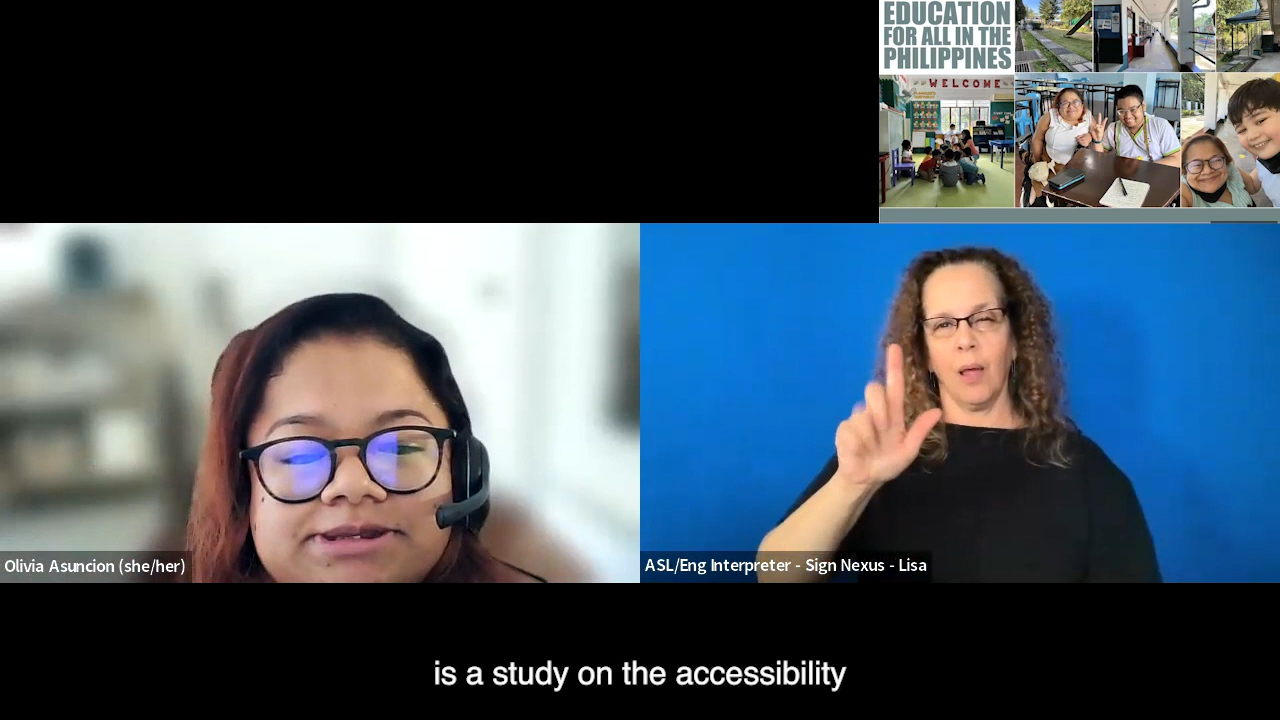 EDUCATION
FOR ALL IN THE
PHILIPPINES
WELCOME
Olivia Asuncion (she/her)
ASL/Eng Interpreter - Sign Nexus - Lisa
is a study on the accessibility